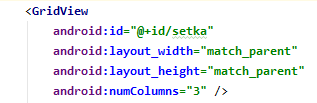 <GridView
android:id="@+id/setka"
android:layout_width="match_parent"
android:layout_height="match_parent"
android:numColumns="3" />